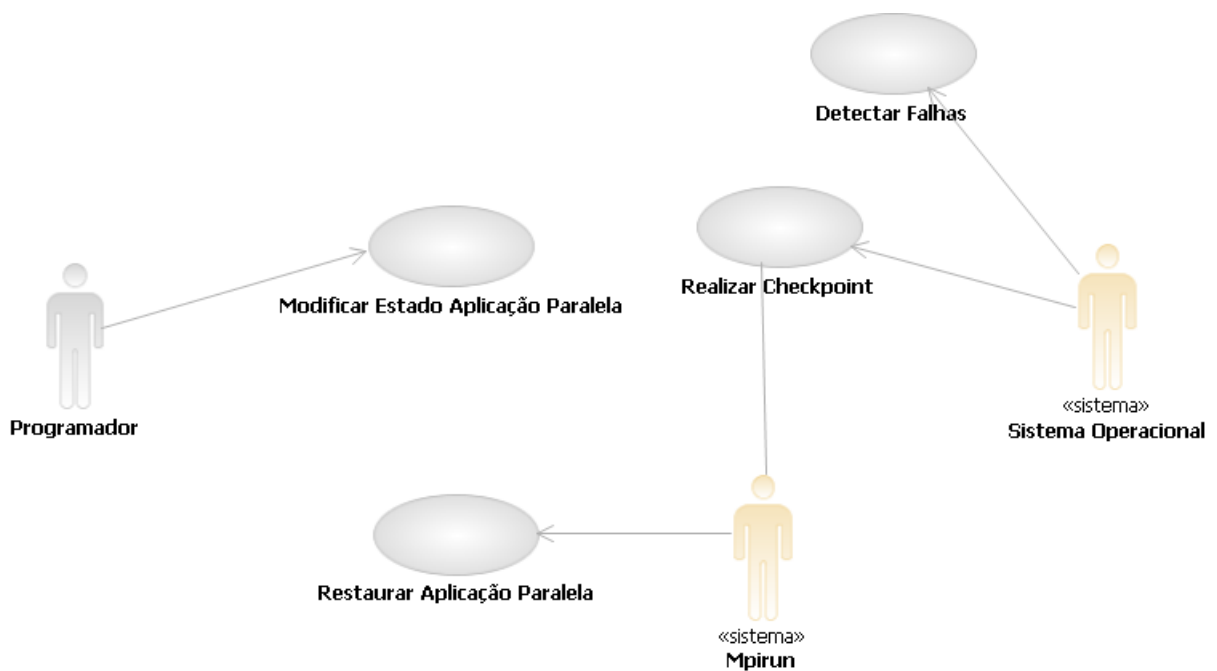 Detectar Falhas
Realizar Checkpoint
Modificar Estado Aplicação Paralela
«sistema»
Sistema Operacional
Programador
Restaurar Aplicação Paralela
«sistema»
Mpirun